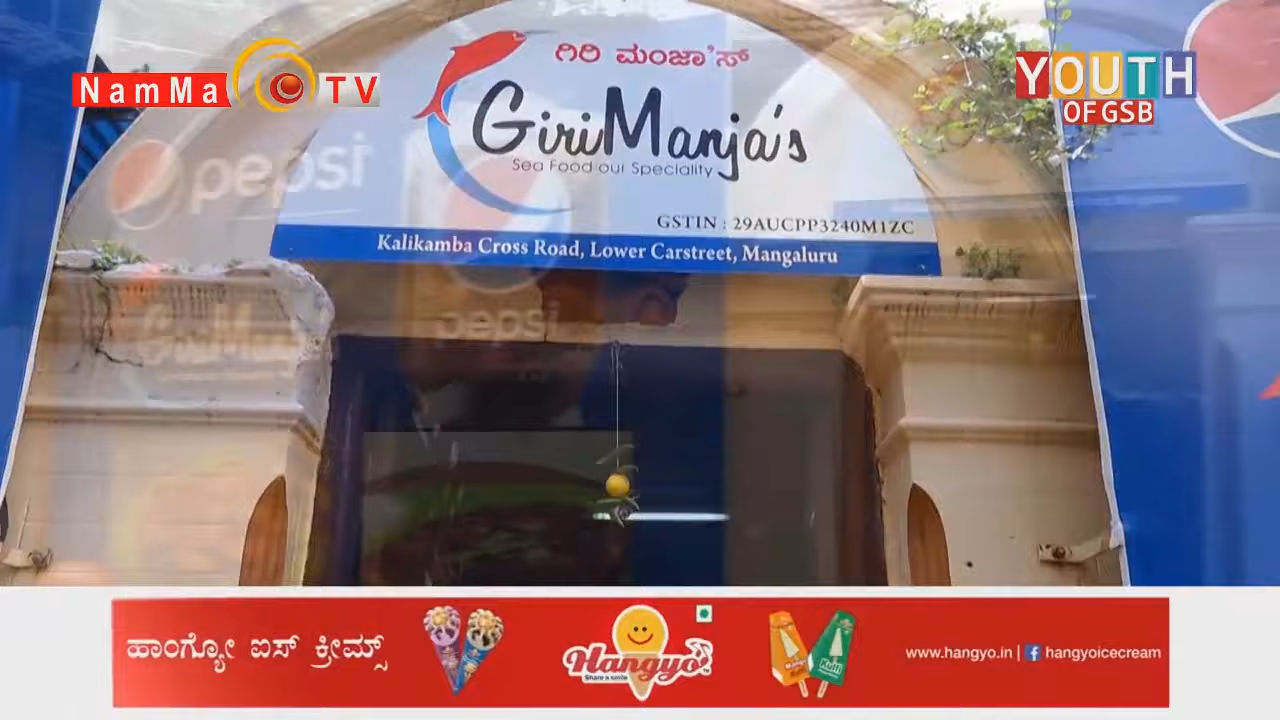 NamMa TV
YOUTH
OF GSB
ಗಿರಿ ಮಂಜಾ'ಸ್
GiriManja's
Sea Food our Speciality
GSTIN : 29AUCPP3240M1ZC
Kalikamba Cross Road, Lower Carstreet, Mangaluru
pepsi
pepsi
ಹಾಂಗ್ಯೋ ಐಸ್ ಕ್ರೀಮ್ಸ್
Hangyo
Share a smile
www.hangyo.in | f hangyoicecream